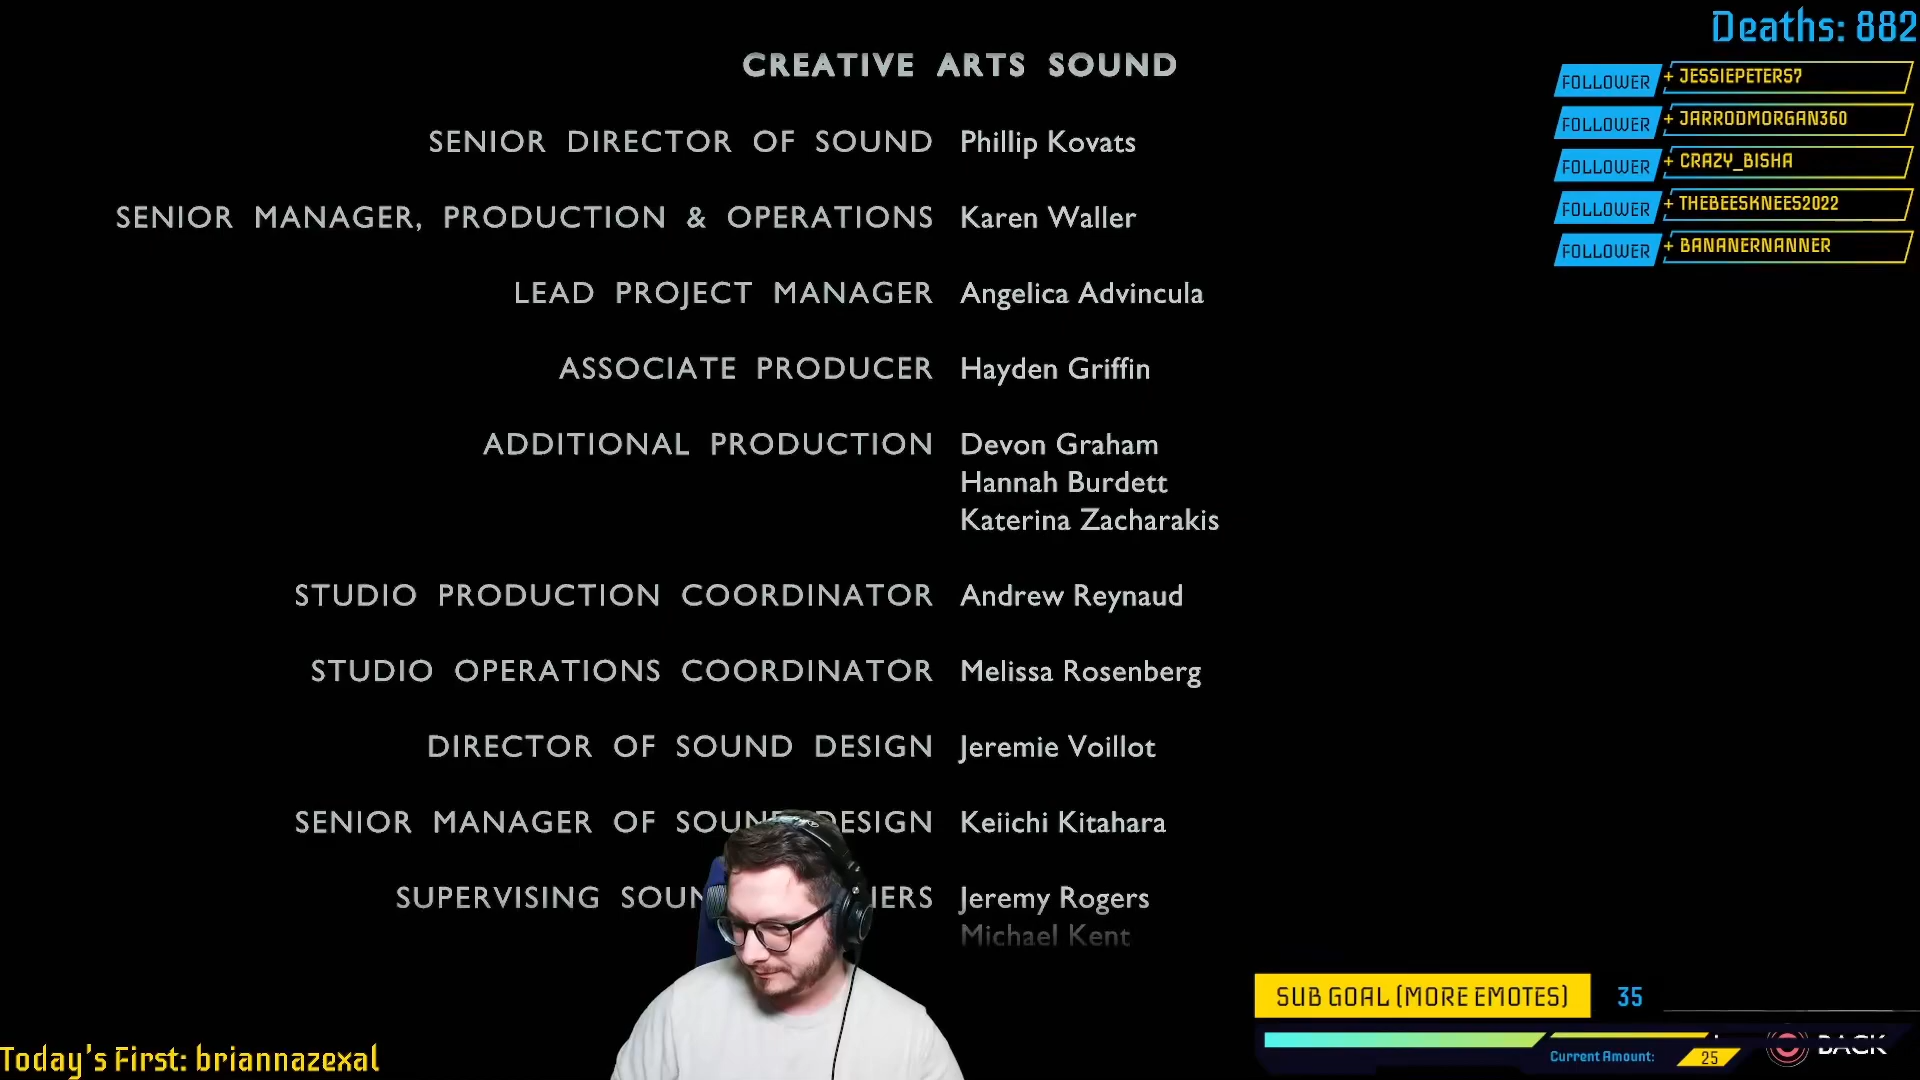 CREATIVE ARTS SOUND
SENIOR DIRECTOR OF SOUND Phillip Kovats
SENIOR MANAGER, PRODUCTION & OPERATIONS Karen Waller
LEAD PROJECT MANAGER Angelica Advincula
ASSOCIATE PRODUCER Hayden Griffin
ADDITIONAL PRODUCTION Devon Graham
Hannah Burdett
Katerina Zacharakis
STUDIO PRODUCTION COORDINATOR Andrew Reynaud
STUDIO OPERATIONS COORDINATOR Melissa Rosenberg
DIRECTOR OF SOUND DESIGN Jeremie Voillot
SENIOR MANAGER OF SOUND DESIGN Keiichi Kitahara
SUPERVISING Jeremy Rogers
Michael Kent
Deaths: 882
FOLLOWER + JESSIEPETERS7
FOLLOWER + JARRODMORGAN360
FOLLOWER + CRAZY_BISHA
FOLLOWER + THEBEESKNEES2022
FOLLOWER + BANANERNANNER
SUB GOAL (MORE EMOTES) 35
Current Amount: 25
BACK
Today's First: briannazexal